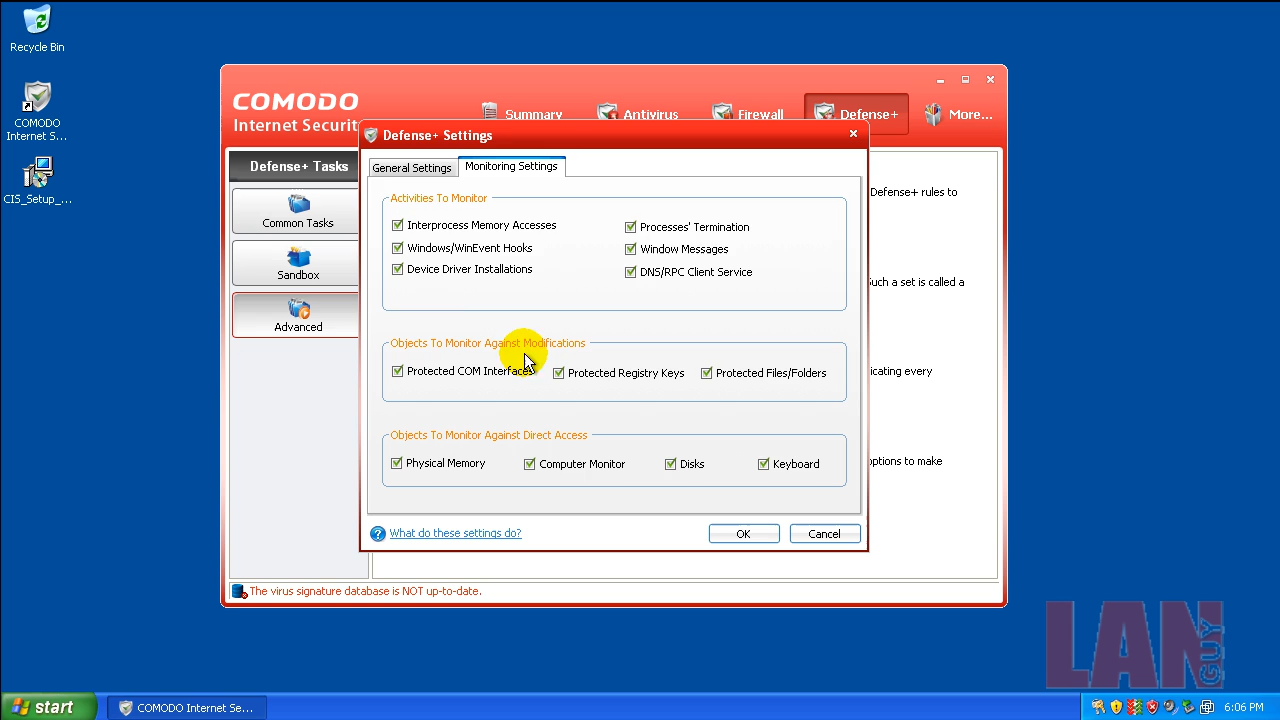 Recycle Bin
COMODO
Internet S...
CIS_Setup_...
COMODO
Internet Securit
Summary
Antivirus
Firewall
Defense+
More...
Defense+ Tasks
Common Tasks
Sandbox
Advanced
Defense+ Settings
General Settings
Monitoring Settings
Activities To Monitor
Interprocess Memory Accesses
Processes' Termination
Windows/WinEvent Hooks
Window Messages
Device Driver Installations
DNS/RPC Client Service
Objects To Monitor Against Modifications
Protected COM Interfaces
Protected Registry Keys
Protected Files/Folders
Objects To Monitor Against Direct Access
Physical Memory
Computer Monitor
Disks
Keyboard
What do these settings do?
OK
Cancel
Defense+ rules to
Such a set is called a
icating every
options to make
The virus signature database is NOT up-to-date.
LAN
GUY
start
COMODO Internet Se...
6:06 PM